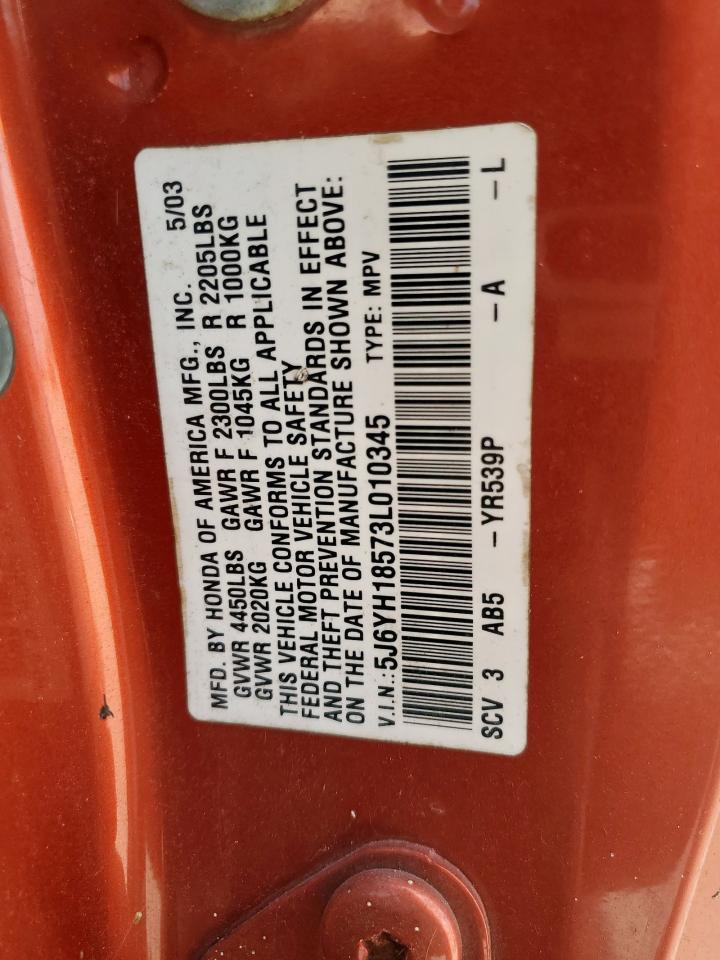 MFD. BY HONDA OF AMERICA MFG., INC. 5/03
GVWR 4450LBS GAWR F 2300LBS R 2205LBS
GVWR 2020KG GAWR F 1045KG R 1000KG
THIS VEHICLE CONFORMS TO ALL APPLICABLE
FEDERAL MOTOR VEHICLE SAFETY
AND THEFT PREVENTION STANDARDS IN EFFECT
ON THE DATE OF MANUFACTURE SHOWN ABOVE:
V.I.N.:5J6YH18573L010345 TYPE: MPV
SCV 3 AB5 -YR539P -A -L